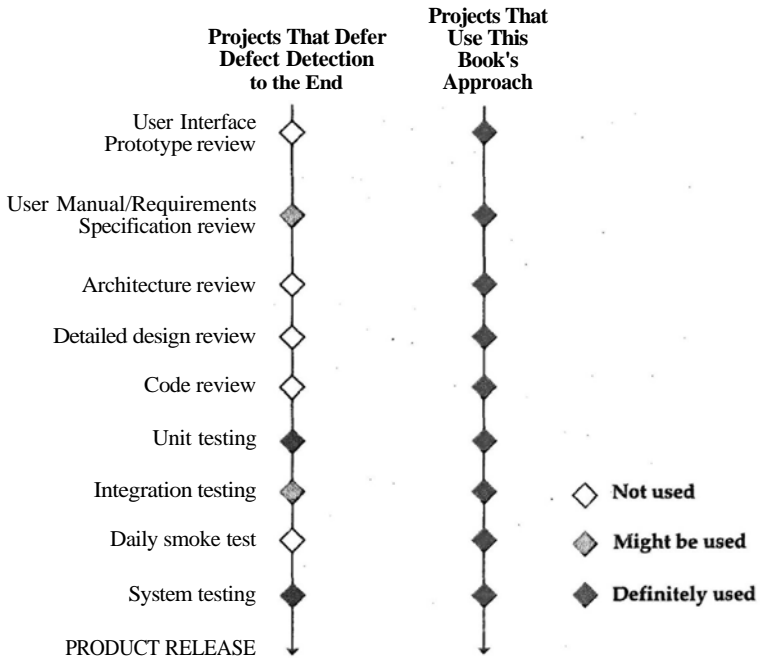 Projects That Defer
Defect Detection
to the End
Projects That
Use This
Book's
Approach
User Interface
Prototype review
User Manual/Requirements
Specification review
Architecture review
Detailed design review
Code review
Unit testing
Integration testing
Daily smoke test
System testing
PRODUCT RELEASE
Not used
Might be used
Definitely used